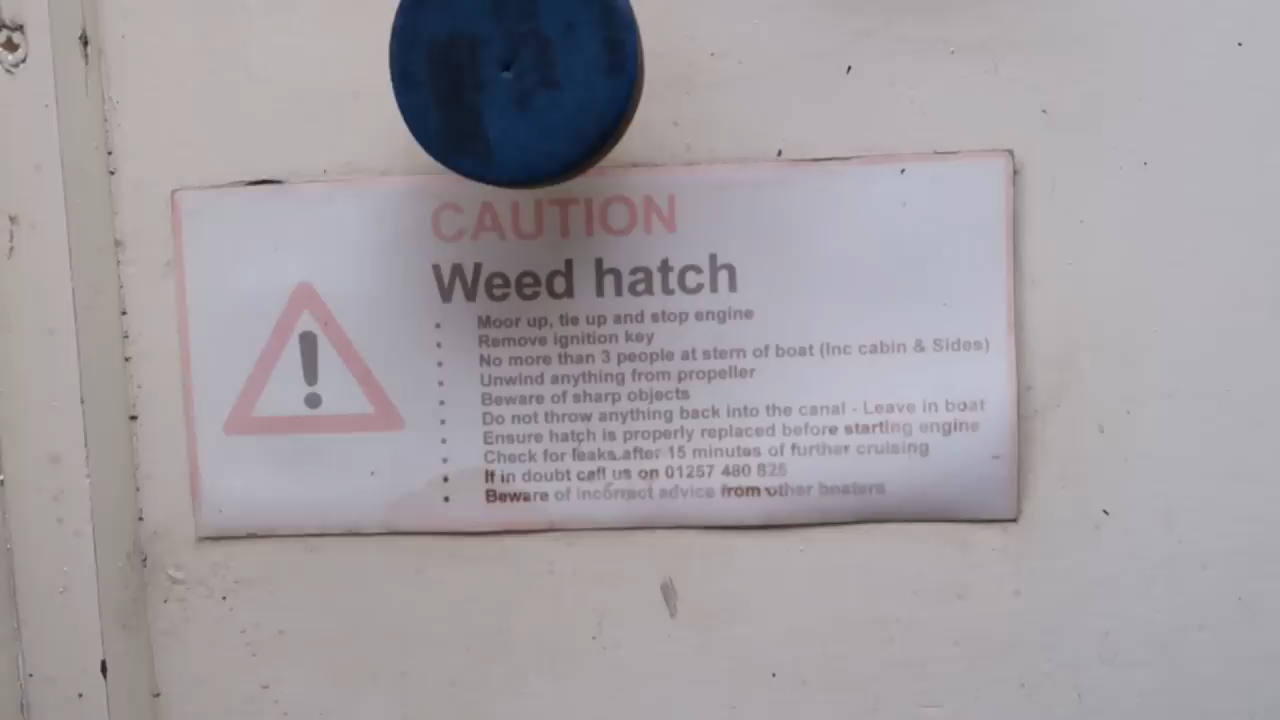 CAUTION
Weed hatch
• Moor up, tie up and stop engine
• Remove ignition key
• No more than 3 people at stern of boat (Inc cabin & Sides)
• Unwind anything from propeller
• Beware of sharp objects
• Do not throw anything back into the canal - Leave in boat
• Ensure hatch is properly replaced before starting engine
• Check for leaks after 15 minutes of further cruising
• If in doubt call us on 01257 480 825
• Beware of incorrect advice from other boaters